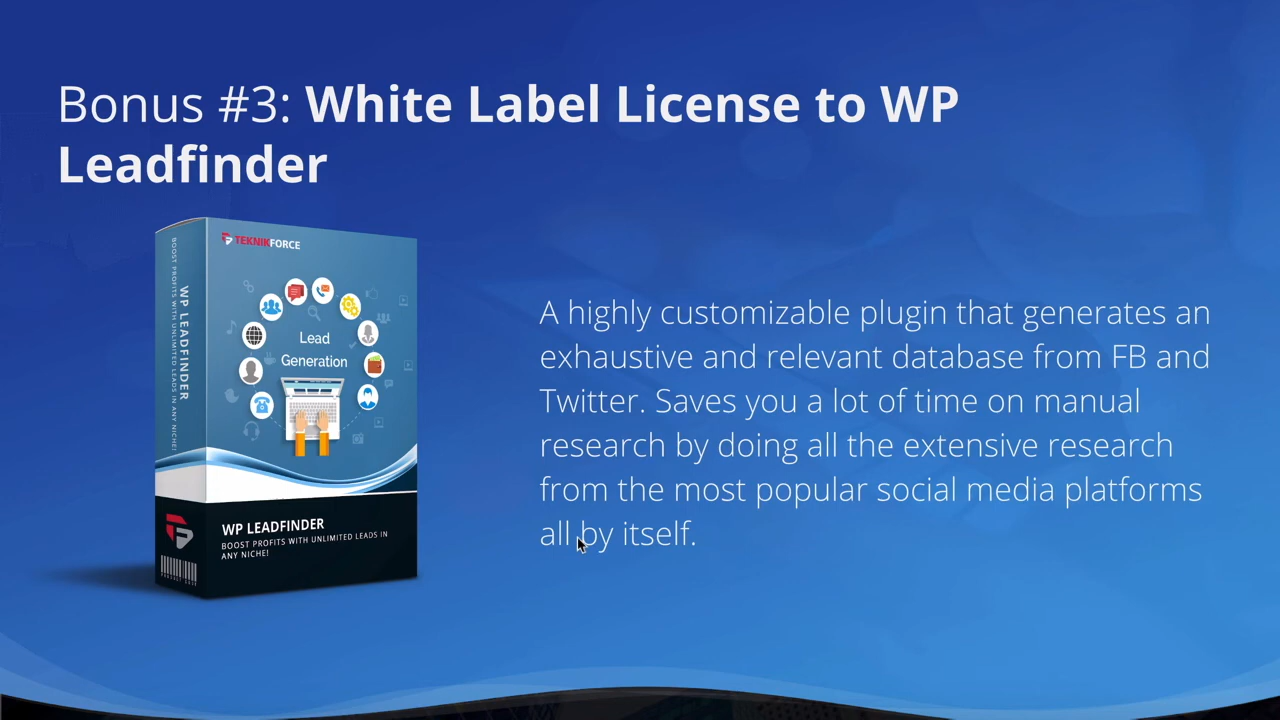 Bonus #3: White Label License to WP
Leadfinder
TEKNIKFORCE
Lead
Generation
WP LEADFINDER
BOOST PROFITS WITH UNLIMITED LEADS IN ANY NICHE!
WP LEADFINDER
BOOST PROFITS WITH UNLIMITED LEADS IN
ANY NICHE!
A highly customizable plugin that generates an
exhaustive and relevant database from FB and
Twitter. Saves you a lot of time on manual
research by doing all the extensive research
from the most popular social media platforms
all by itself.